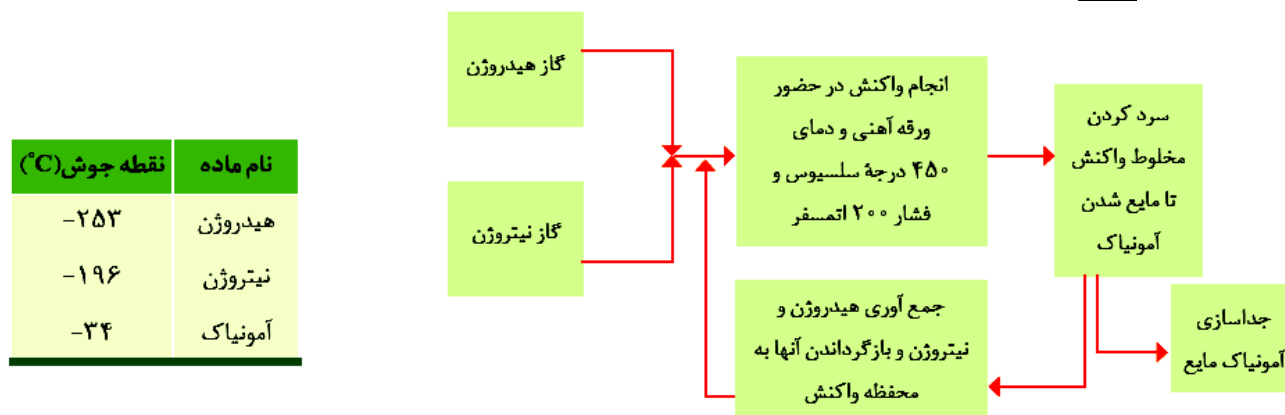 گاز هیدروژن
گاز نیتروژن
انجام واکنش در حضور
ورقه آهنی و دمای
۴۵۰ درجهٔ سلسیوس و
فشار ۲۰۰ اتمسفر
سرد کردن
مخلوط واکنش
تا مایع شدن
آمونیاک
جداسازی
آمونیاک مایع
جمع آوری هیدروژن و
نیتروژن و بازگرداندن آنها به
محفظه واکنش
نام ماده نقطه جوش(°C)
هیدروژن -۲۵۳
نیتروژن -۱۹۶
آمونیاک -۳۴